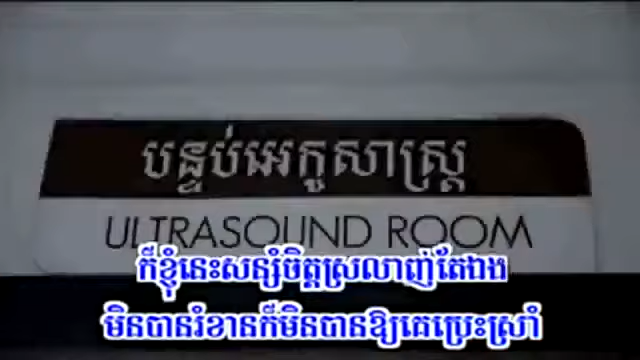 បន្ទប់អេកូសាស្ត្រ
ULTRASOUND ROOM
ក៏ខ្ញុំនេះសន្សំចិត្តស្រលាញ់តែឯង
មិនបានរំខានក៏មិនបានឱ្យគេប្រេះស្រាំ